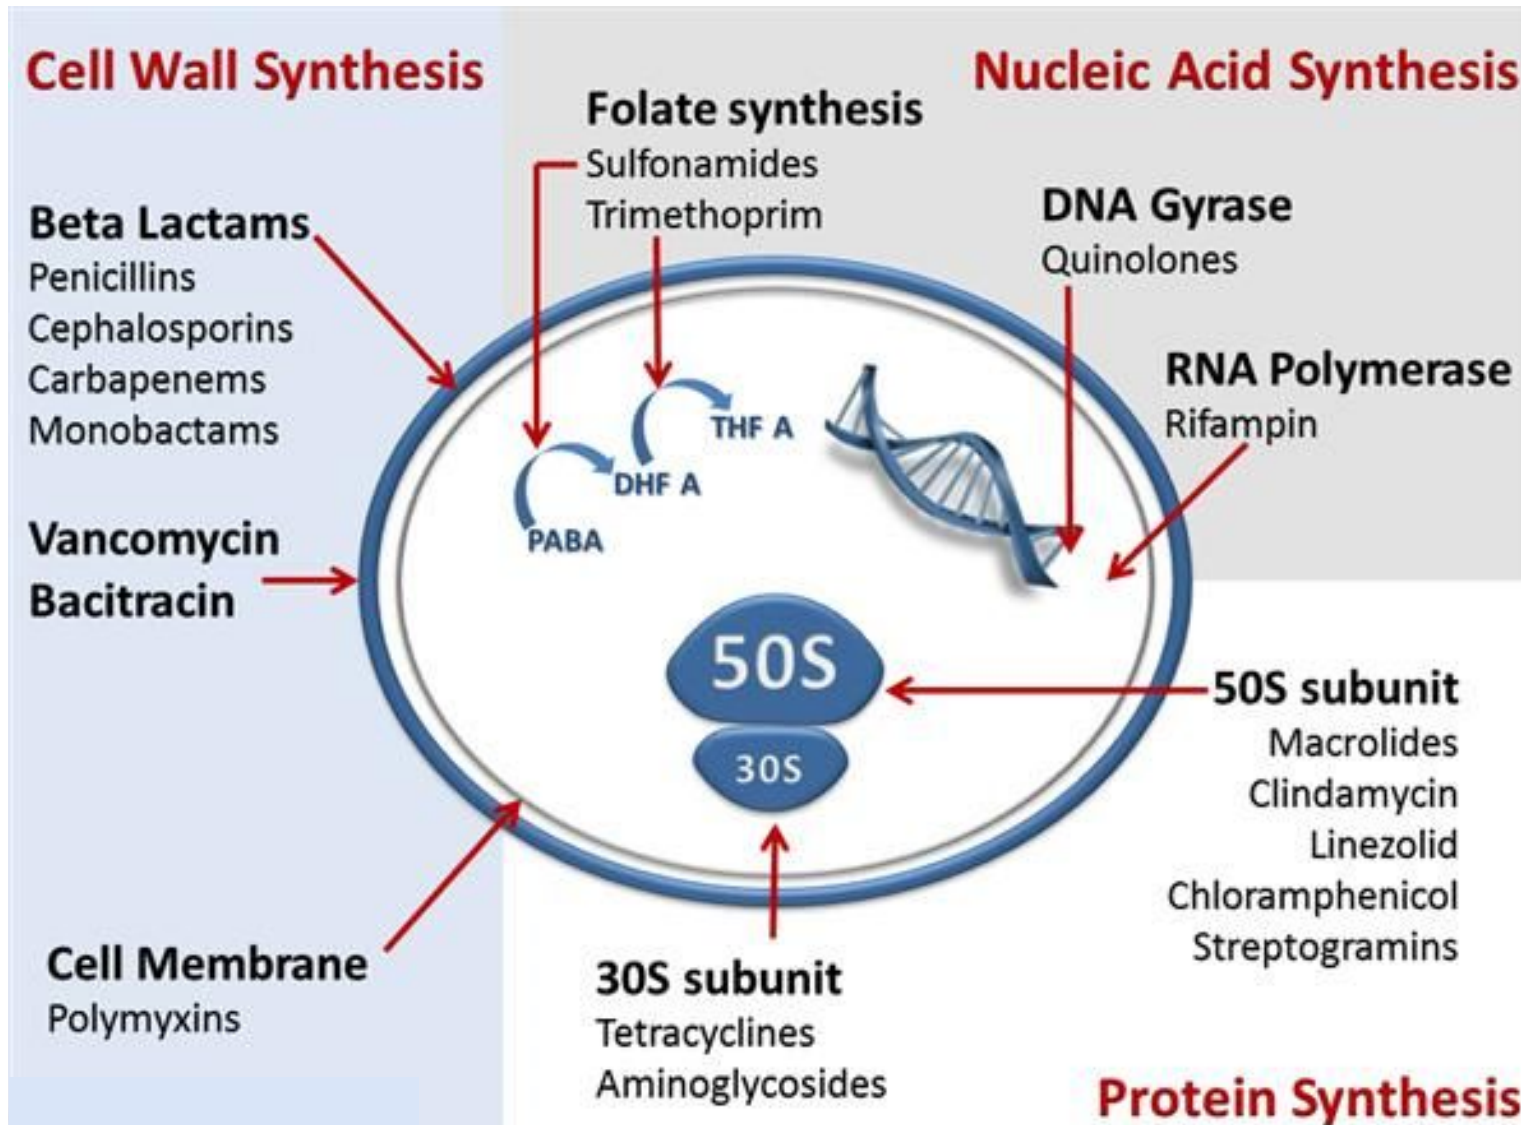 Cell Wall Synthesis
Beta Lactams
Penicillins
Cephalosporins
Carbapenems
Monobactams
Vancomycin
Bacitracin
Cell Membrane
Polymyxins
Nucleic Acid Synthesis
Folate synthesis
Sulfonamides
Trimethoprim
DNA Gyrase
Quinolones
RNA Polymerase
Rifampin
THF A
DHF A
PABA
50S
30S
50S subunit
Macrolides
Clindamycin
Linezolid
Chloramphenicol
Streptogramins
30S subunit
Tetracyclines
Aminoglycosides
Protein Synthesis